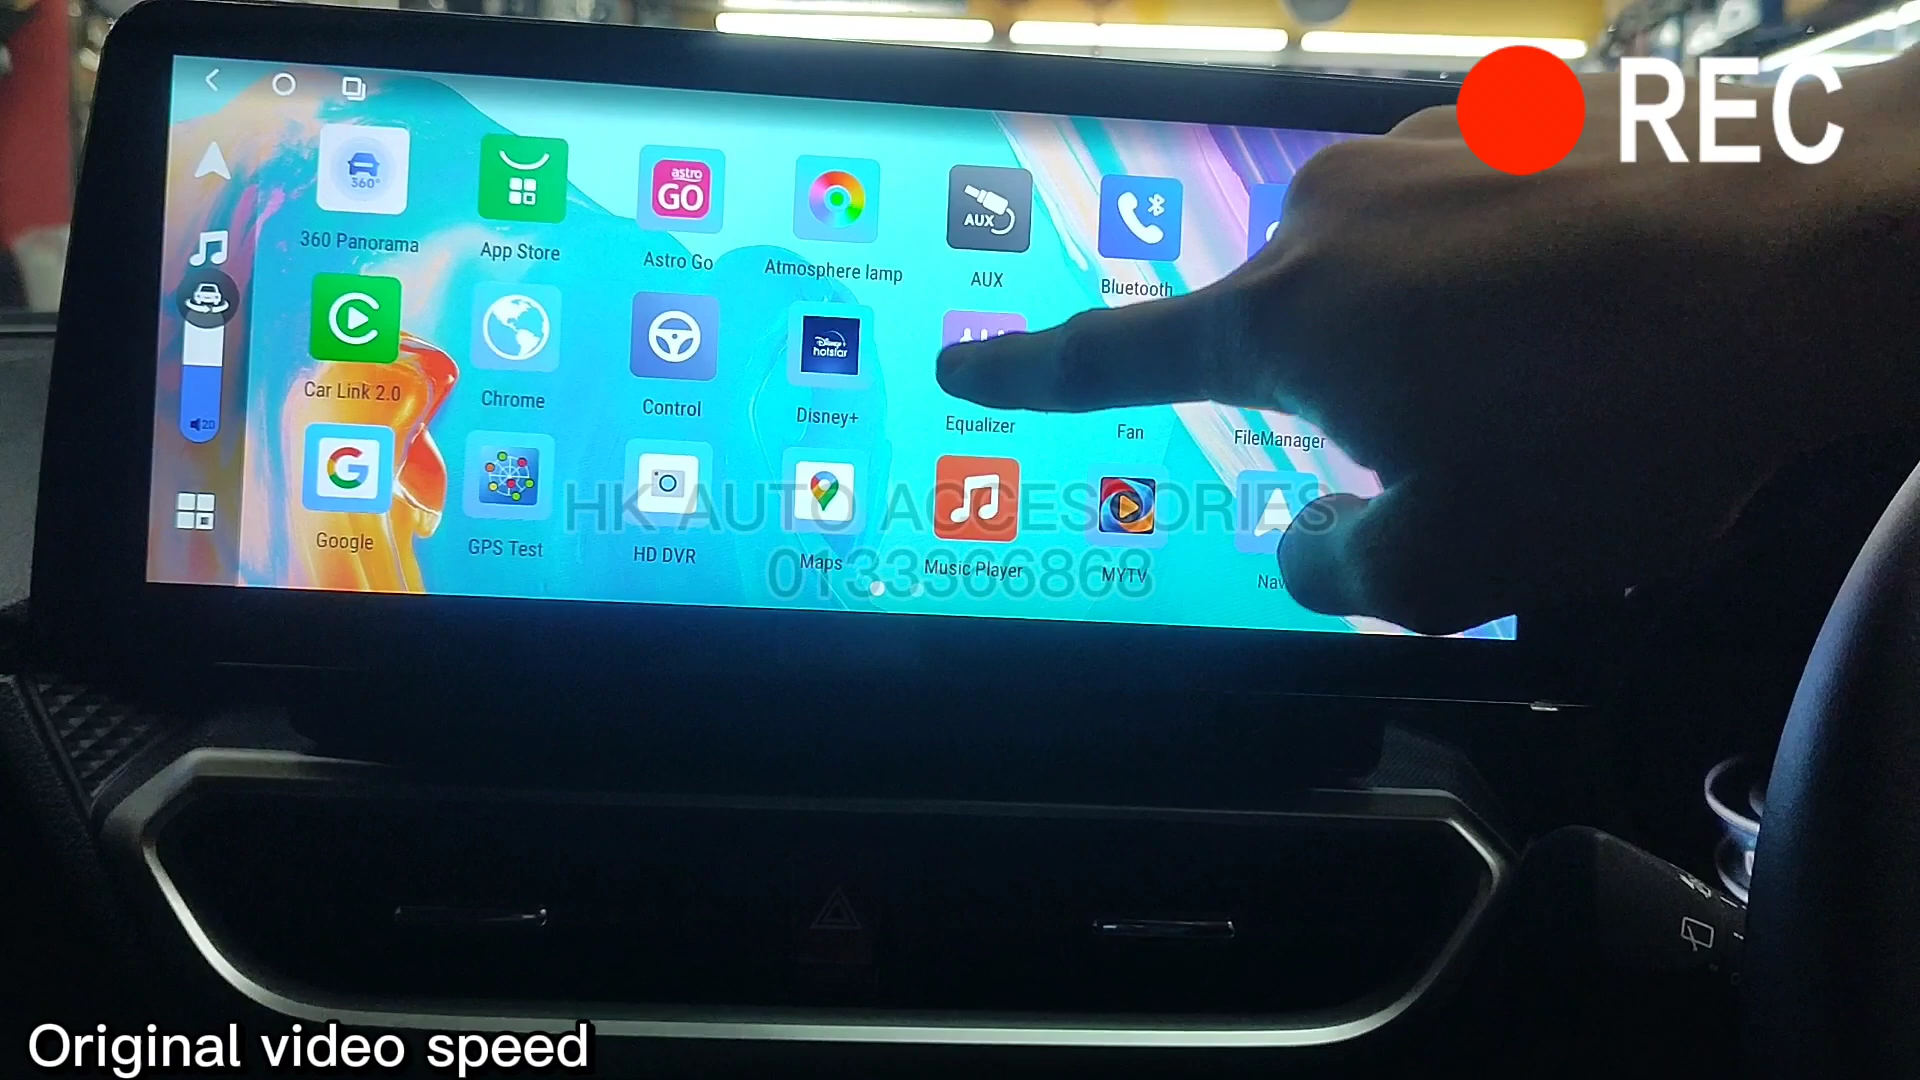 REC
360°
astro
GO
AUX
360 Panorama
App Store
Astro Go
Atmosphere lamp
AUX
Bluetooth
Disney+
hotstar
Car Link 2.0
Chrome
Control
Disney+
Equalizer
Fan
FileManager
20
G
HK AUTO ACCESSORIES
Google
GPS Test
HD DVR
Maps
Music Player
MYTV
Nav
0133366868
Original video speed